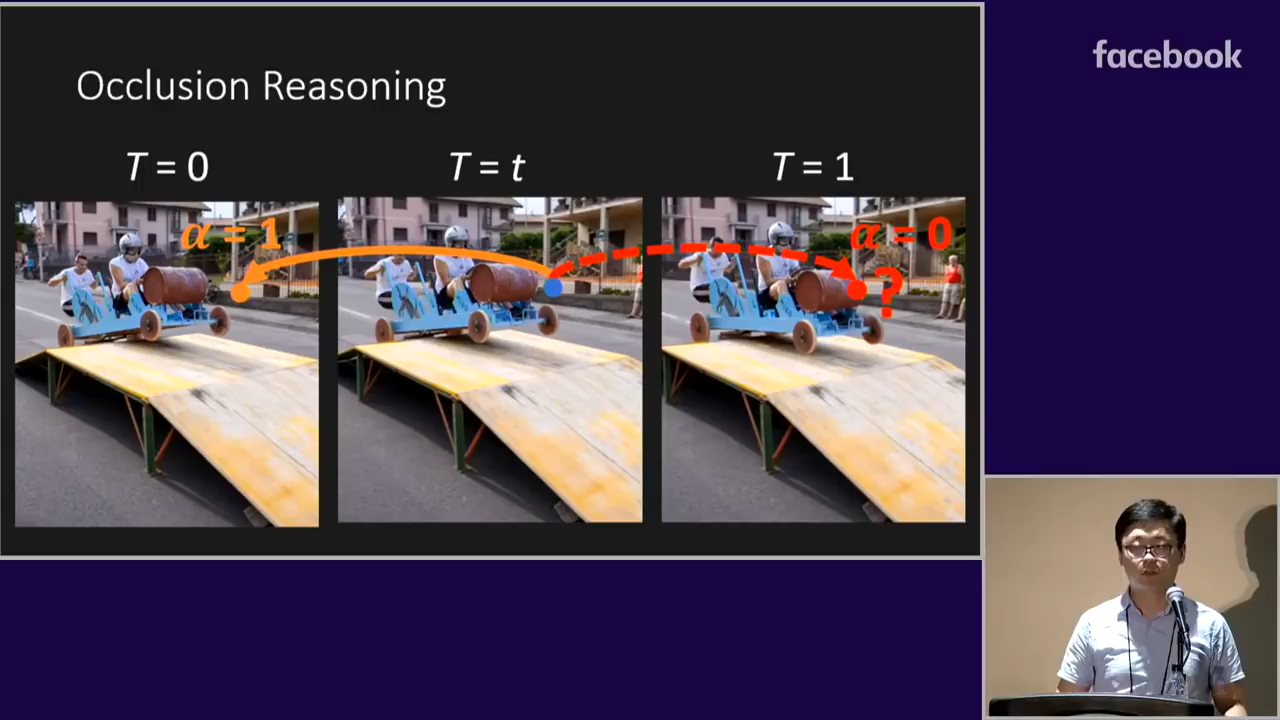 facebook
Occlusion Reasoning
T = 0
T = t
T = 1
α = 1
α = 0
?